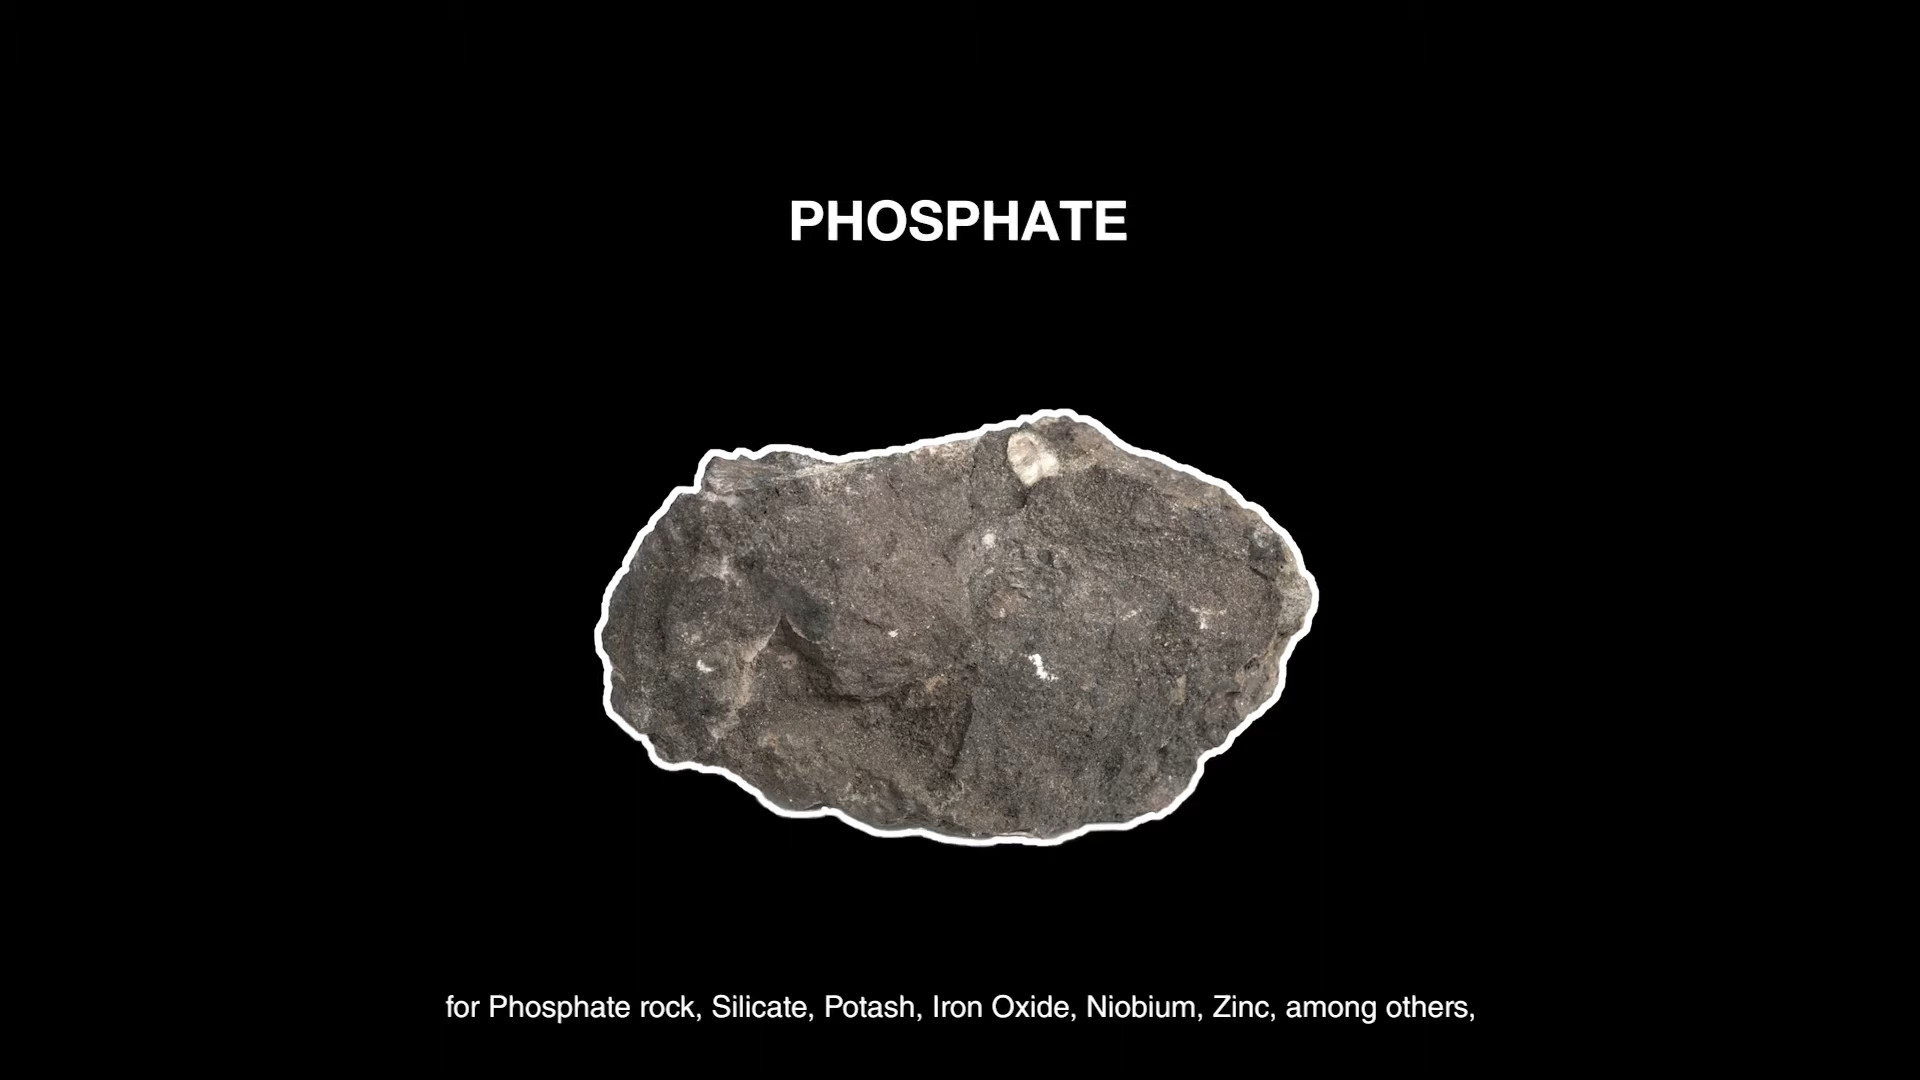 PHOSPHATE
for Phosphate rock, Silicate, Potash, Iron Oxide, Niobium, Zinc, among others,